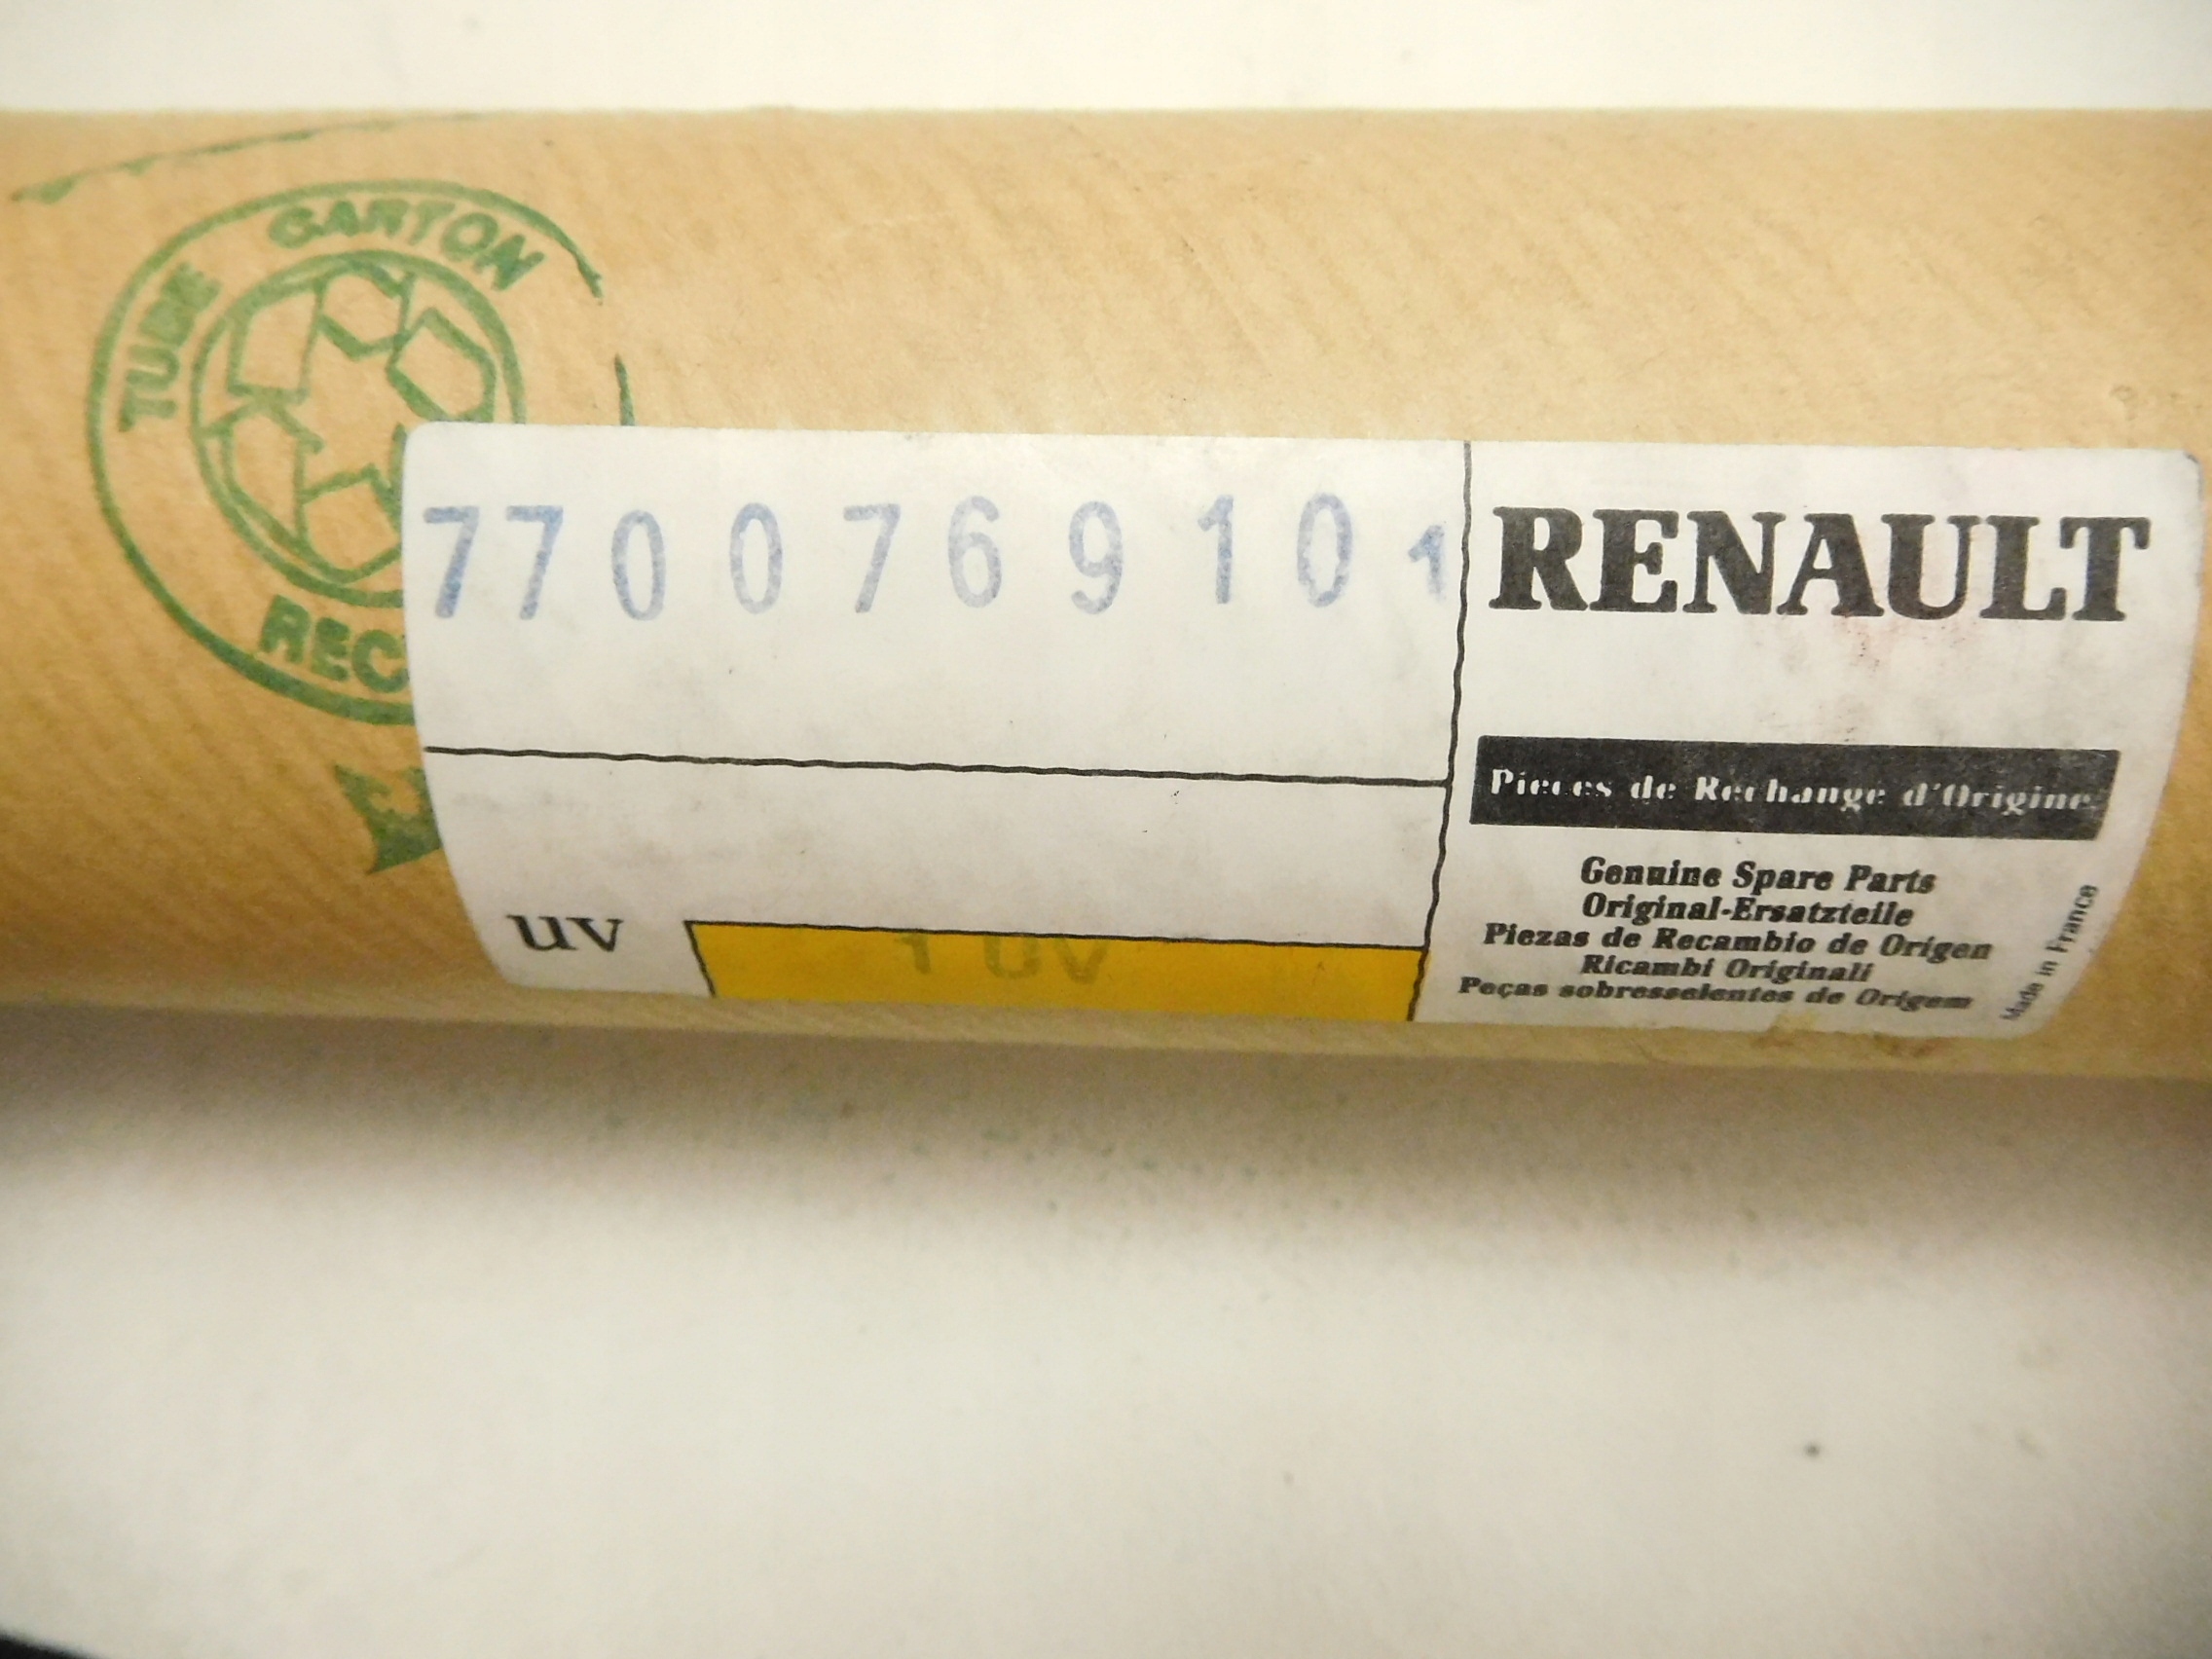 TUBE CARTON
REC
7700769101
RENAULT
Pieces de Rechange d'Origine
Genuine Spare Parts
Original-Ersatzteile
Piezas de Recambio de Origen
Ricambi Originali
Peças sobresselentes de Origem
Made in France
uv
1 UV